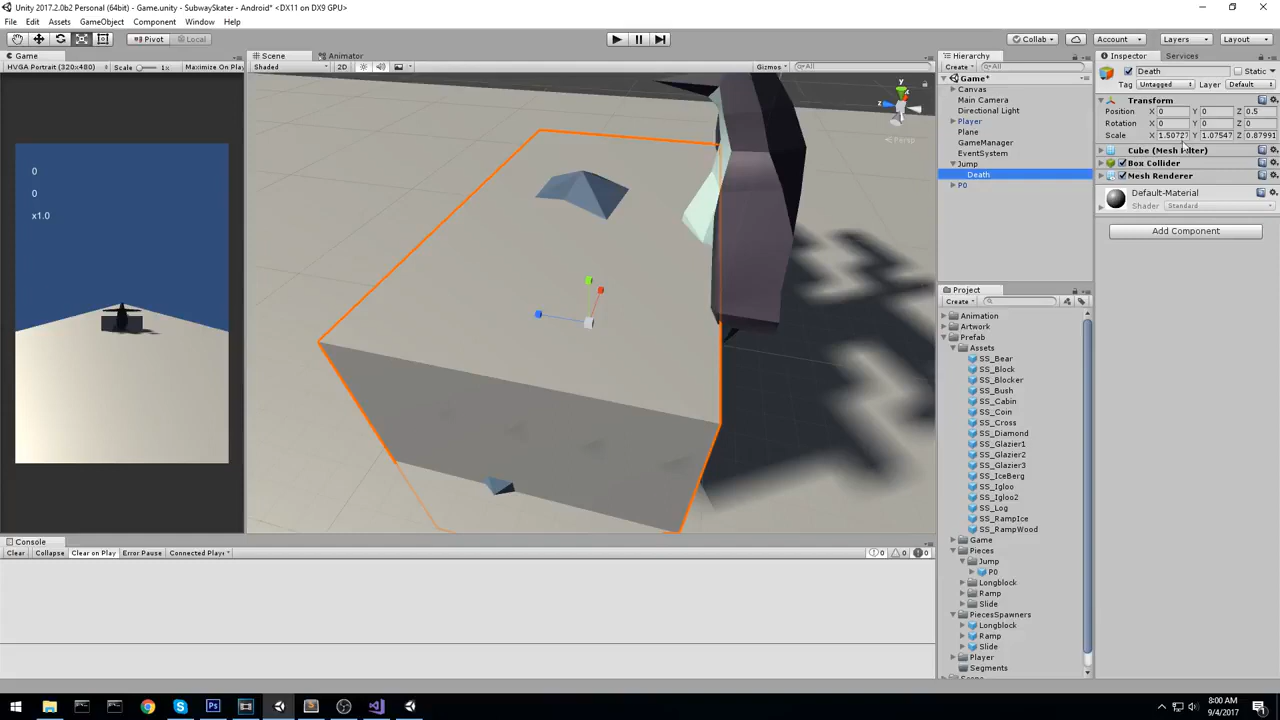 Unity 2017.2.0b2 Personal (64bit) - Game.unity - SubwaySkater - Android* <DX11 on DX9 GPU>
File Edit Assets GameObject Component Window Help
Pivot Local Collab Account Layers Layout
Game Scene Animator Hierarchy Inspector Services
HVGA Portrait (320x480) Scale 1x Maximize On Play Shaded 2D Gizmos All Create All
Death Static
Tag Untagged Layer Default
Game*
Canvas
Main Camera
Directional Light
Player
Plane
GameManager
EventSystem
Jump
Death
P0
Transform
Position X 0 Y 0 Z 0.5
Rotation X 0 Y 0 Z 0
Scale X 1.50727 Y 1.07547 Z 0.87991
Cube (Mesh Filter)
Box Collider
Mesh Renderer
Default-Material
Shader Standard
Add Component
y
z
0
0
x1.0
Project
Create
Animation
Artwork
Prefab
Assets
SS_Bear
SS_Block
SS_Blocker
SS_Bush
SS_Cabin
SS_Coin
SS_Cross
SS_Diamond
SS_Glazier1
SS_Glazier2
SS_Glazier3
SS_IceBerg
SS_Igloo
SS_Igloo2
SS_Log
SS_RampIce
SS_RampWood
Game
Pieces
Jump
P0
Longblock
Ramp
Slide
PiecesSpawners
Longblock
Ramp
Slide
Player
Segments
Console
Clear Collapse Clear on Play Error Pause Connected Playe 0 0 0
8:00 AM
9/4/2017